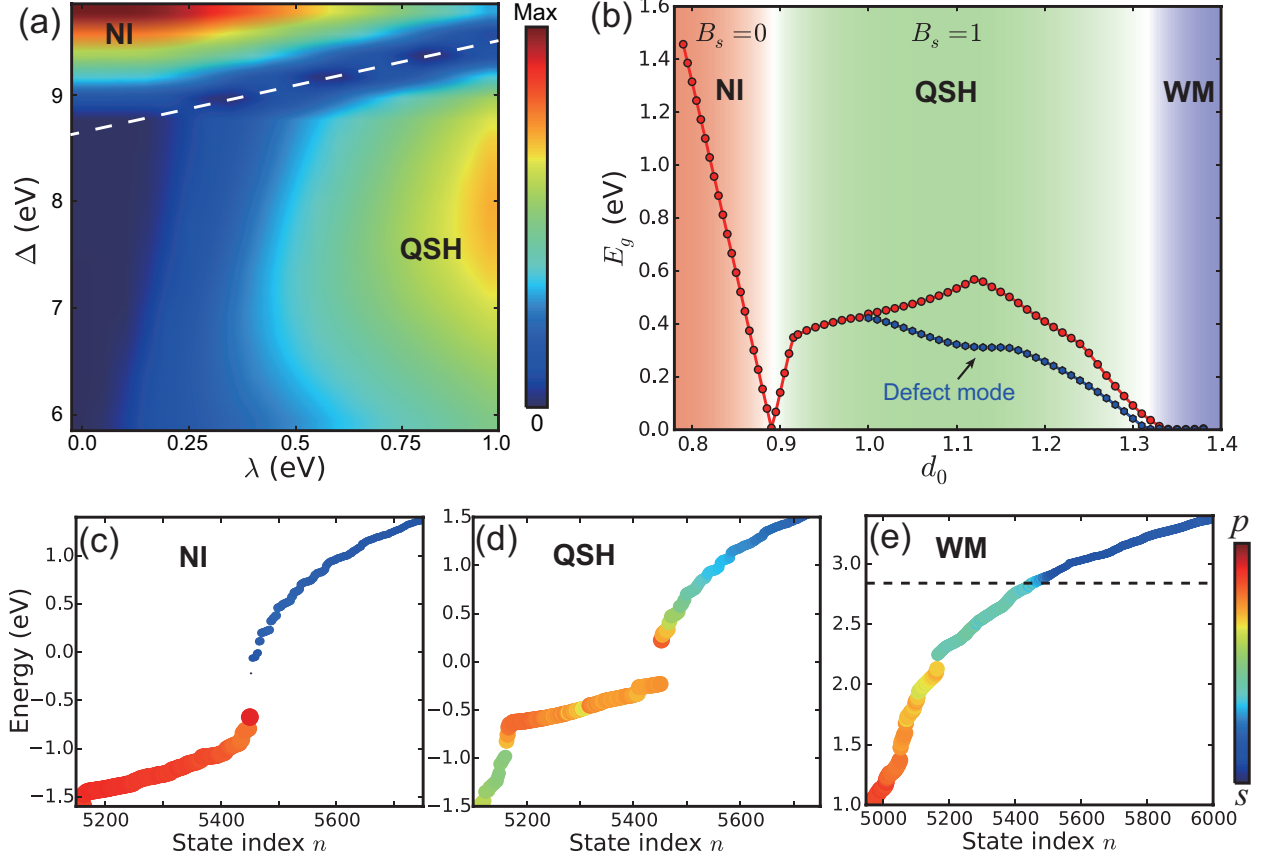 (a)
NI
QSH
Δ (eV)
9
8
7
6
0.0
0.25
0.5
0.75
1.0
λ (eV)
Max
0
(b)
B_s=0
B_s=1
NI
QSH
WM
Defect mode
E_g (eV)
1.6
1.4
1.2
1.0
0.8
0.6
0.4
0.2
0.0
0.8
0.9
1.0
1.1
1.2
1.3
1.4
d_0
(c)
NI
Energy (eV)
1.0
0.5
0.0
−0.5
−1.0
−1.5
5200
5400
5600
State index n
(d)
QSH
1.5
1.0
0.5
0.0
−0.5
−1.0
−1.5
5200
5400
5600
State index n
(e)
WM
3.0
2.5
2.0
1.5
1.0
5000
5200
5400
5600
5800
6000
State index n
p
s